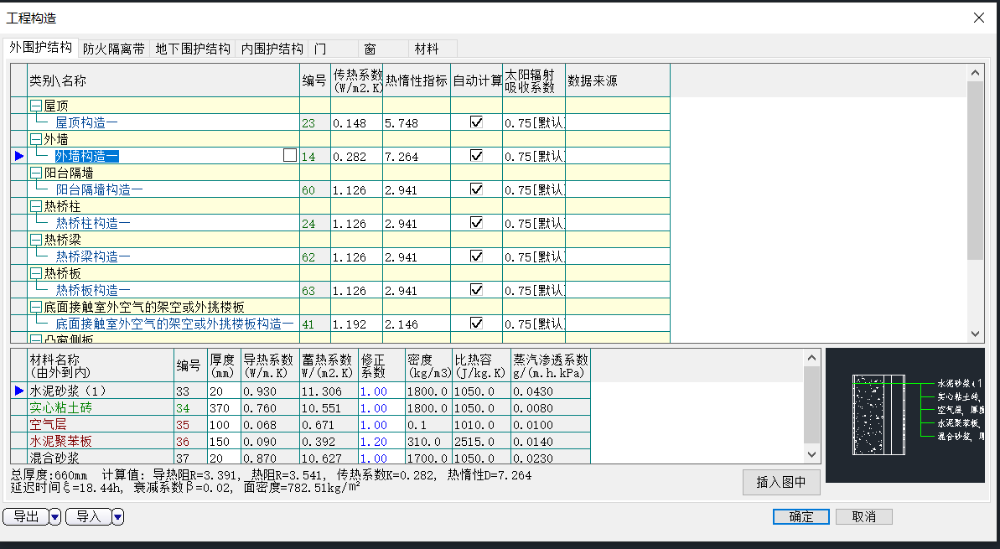 工程构造
外围护结构 防火隔离带 地下围护结构 内围护结构 门 窗 材料
类别\名称 编号 传热系数 (W/m2.K) 热惰性指标 自动计算 太阳辐射 吸收系数 数据来源
屋顶
屋顶构造一 23 0.148 5.748 0.75[默认]
外墙
外墙构造一 14 0.282 7.264 0.75[默认]
阳台隔墙
阳台隔墙构造一 60 1.126 2.941 0.75[默认]
热桥柱
热桥柱构造一 24 1.126 2.941 0.75[默认]
热桥梁
热桥梁构造一 62 1.126 2.941 0.75[默认]
热桥板
热桥板构造一 63 1.126 2.941 0.75[默认]
底面接触室外空气的架空或外挑楼板
底面接触室外空气的架空或外挑楼板构造一 41 1.192 2.146 0.75[默认]
凸窗侧板
材料名称 (由外到内) 编号 厚度 (mm) 导热系数 (W/m.K) 蓄热系数 W/(m2.K) 修正 系数 密度 (kg/m3) 比热容 (J/kg.K) 蒸汽渗透系数 g/(m.h.kPa)
水泥砂浆（1） 33 20 0.930 11.306 1.00 1800.0 1050.0 0.0430
实心粘土砖 34 370 0.760 10.551 1.00 1800.0 1050.0 0.0080
空气层 35 100 0.068 0.671 1.00 0.1 1010.0 0.0100
水泥聚苯板 36 150 0.090 0.392 1.20 310.0 2515.0 0.0140
混合砂浆 37 20 0.870 10.627 1.00 1700.0 1050.0 0.0230
水泥砂浆(1
实心粘土砖,
空气层, 厚度
水泥聚苯板,
混合砂浆, 厚
总厚度:660mm 计算值: 导热阻R=3.391, 热阻R=3.541, 传热系数K=0.282, 热惰性D=7.264
延迟时间ξ=18.44h, 衰减系数β=0.02, 面密度=782.51kg/㎡
插入图中
导出 导入 确定 取消